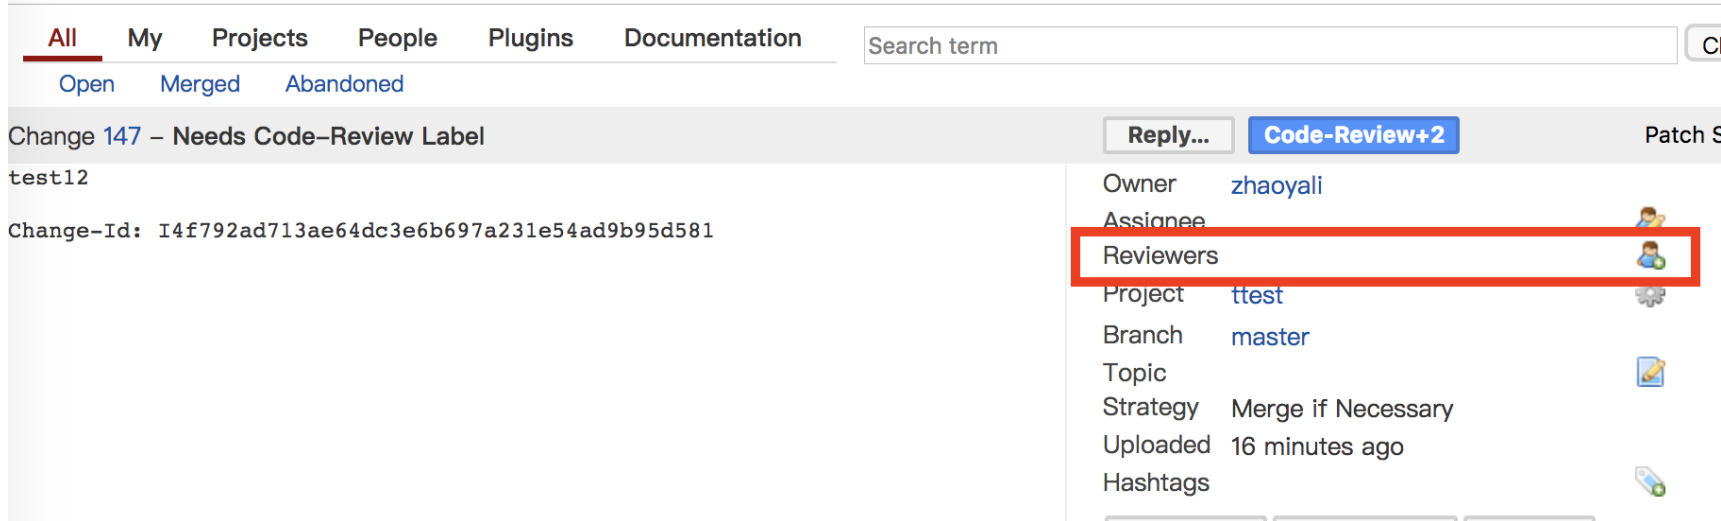 All My Projects People Plugins Documentation
Search term
Open Merged Abandoned
Change 147 – Needs Code-Review Label
Reply... Code-Review+2
Patch
test12
Change-Id: I4f792ad713ae64dc3e6b697a231e54ad9b95d581
Owner zhaoyali
Assignee
Reviewers
Project ttest
Branch master
Topic
Strategy Merge if Necessary
Uploaded 16 minutes ago
Hashtags